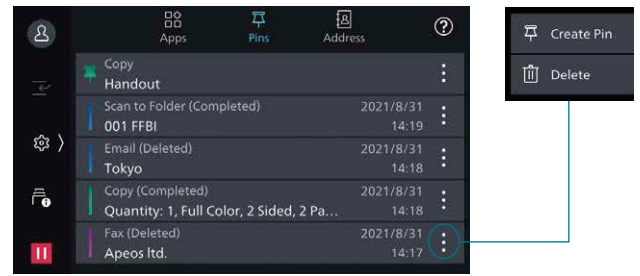 Apps
Pins
Address
Copy
Handout
Scan to Folder (Completed) 2021/8/31
001 FFBI 14:19
Email (Deleted) 2021/8/31
Tokyo 14:18
Copy (Completed) 2021/8/31
Quantity: 1, Full Color, 2 Sided, 2 Pa... 14:18
Fax (Deleted) 2021/8/31
Apeos ltd. 14:17
Create Pin
Delete